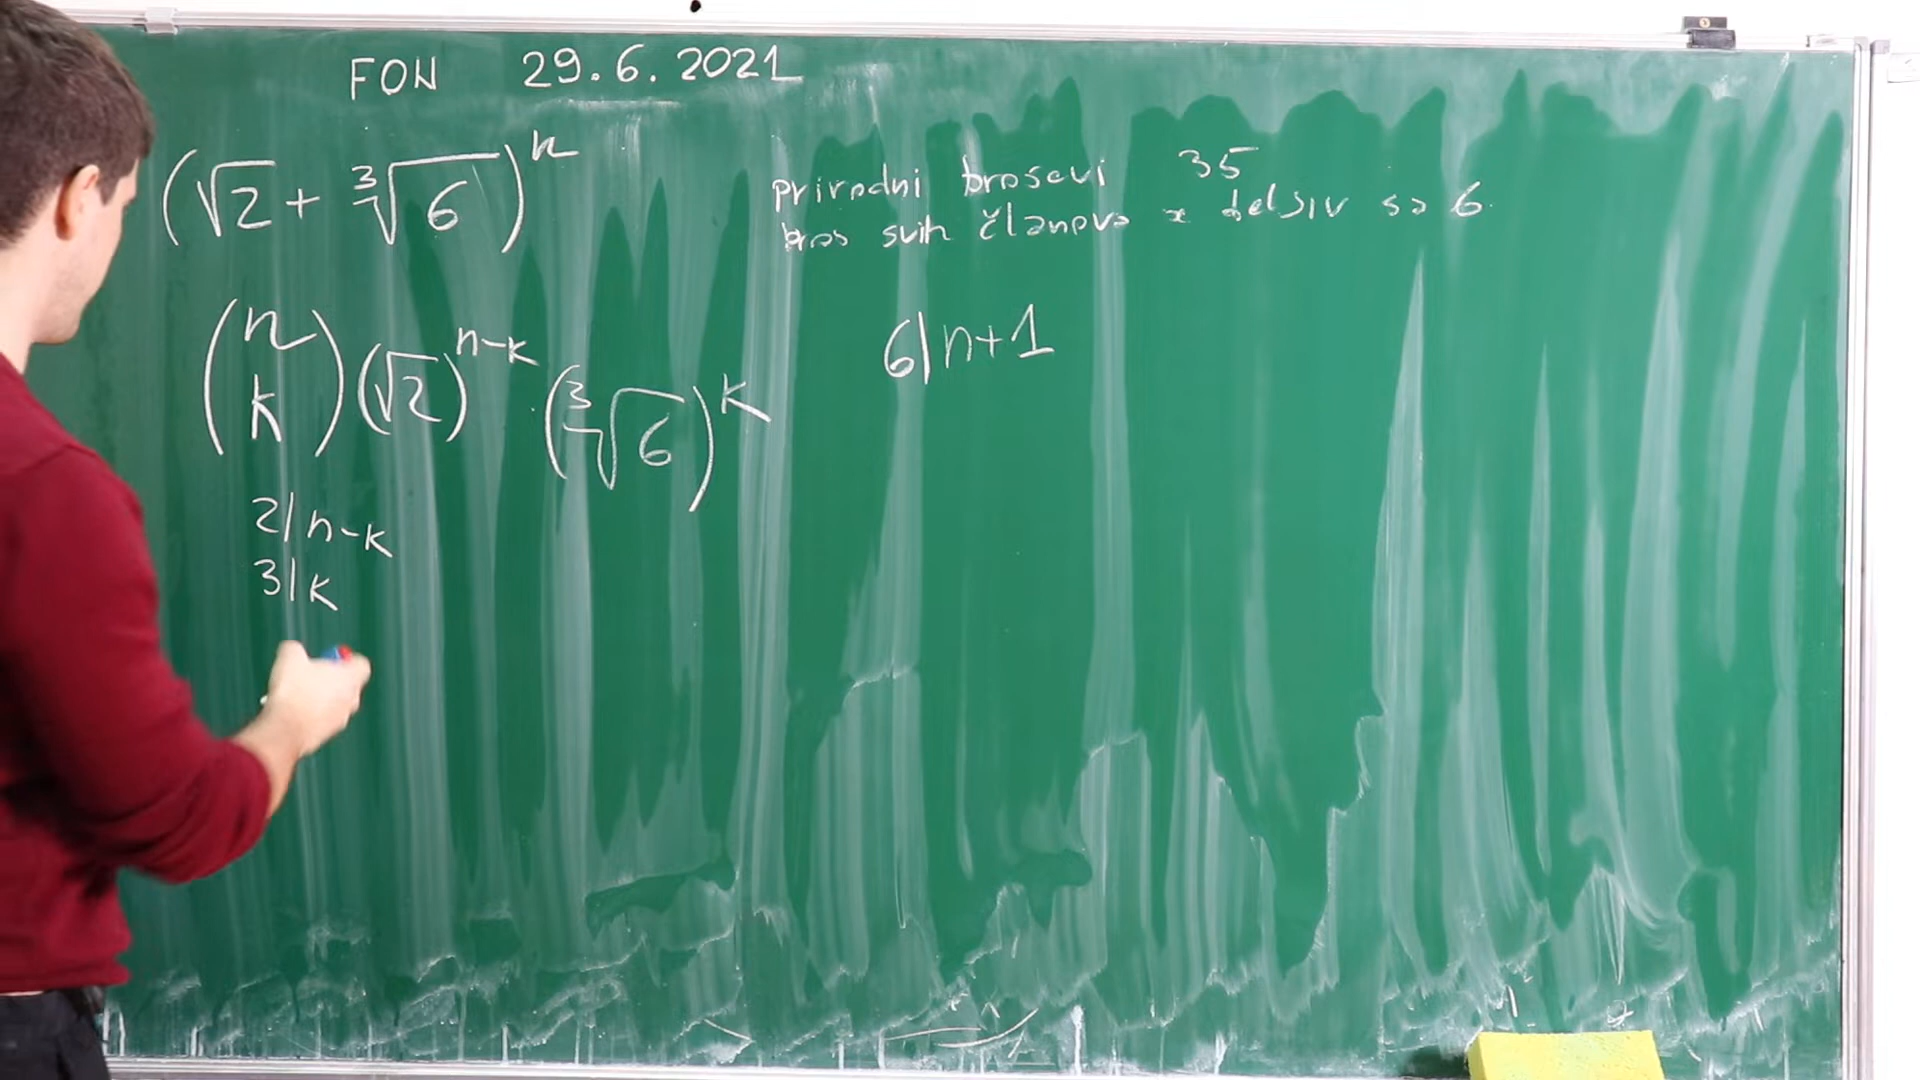 FON 29.6.2021
(√2 + ∛6)^n
prirodni brojevi 35
broj svih članova je deljiv sa 6.
(n k) (√2)^n-k · (∛6)^k
6|n+1
2|n-k
3|k